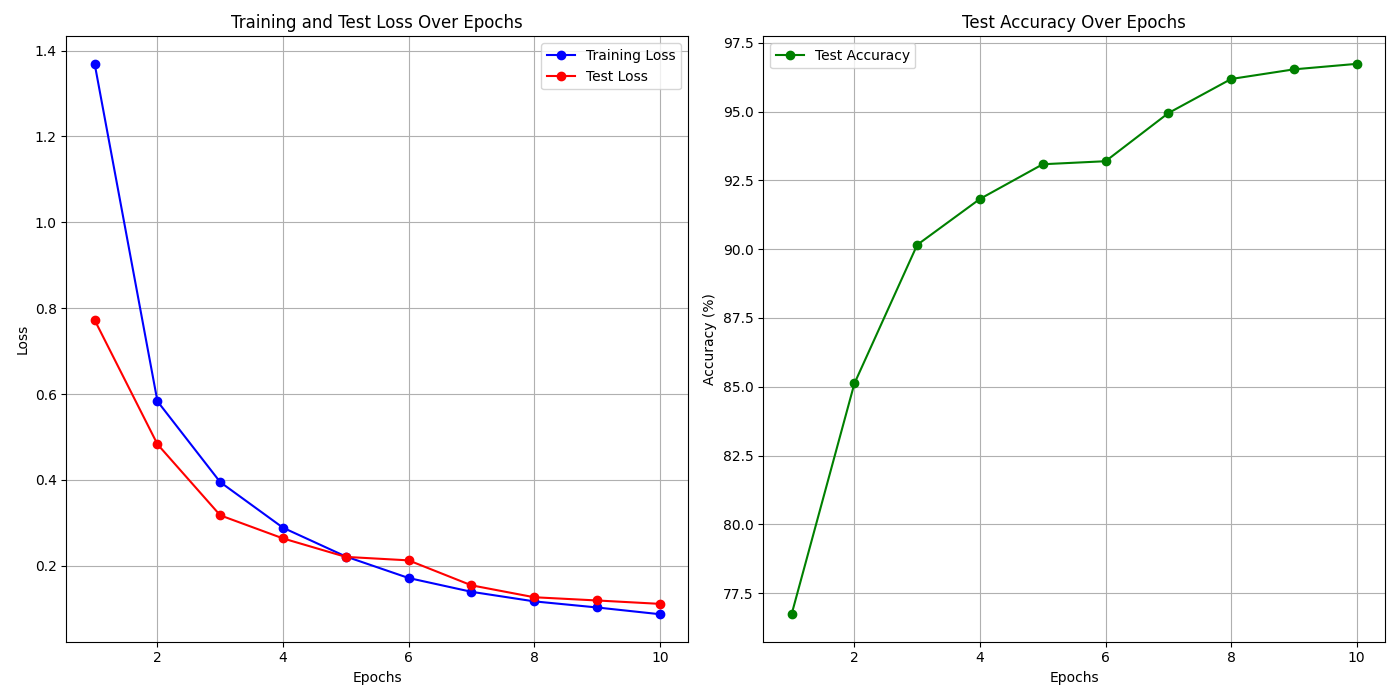 Training and Test Loss Over Epochs
Training Loss
Test Loss
1.4
1.2
1.0
0.8
0.6
0.4
0.2
Loss
2 4 6 8 10
Epochs
Test Accuracy Over Epochs
Test Accuracy
97.5
95.0
92.5
90.0
87.5
85.0
82.5
80.0
77.5
Accuracy (%)
2 4 6 8 10
Epochs